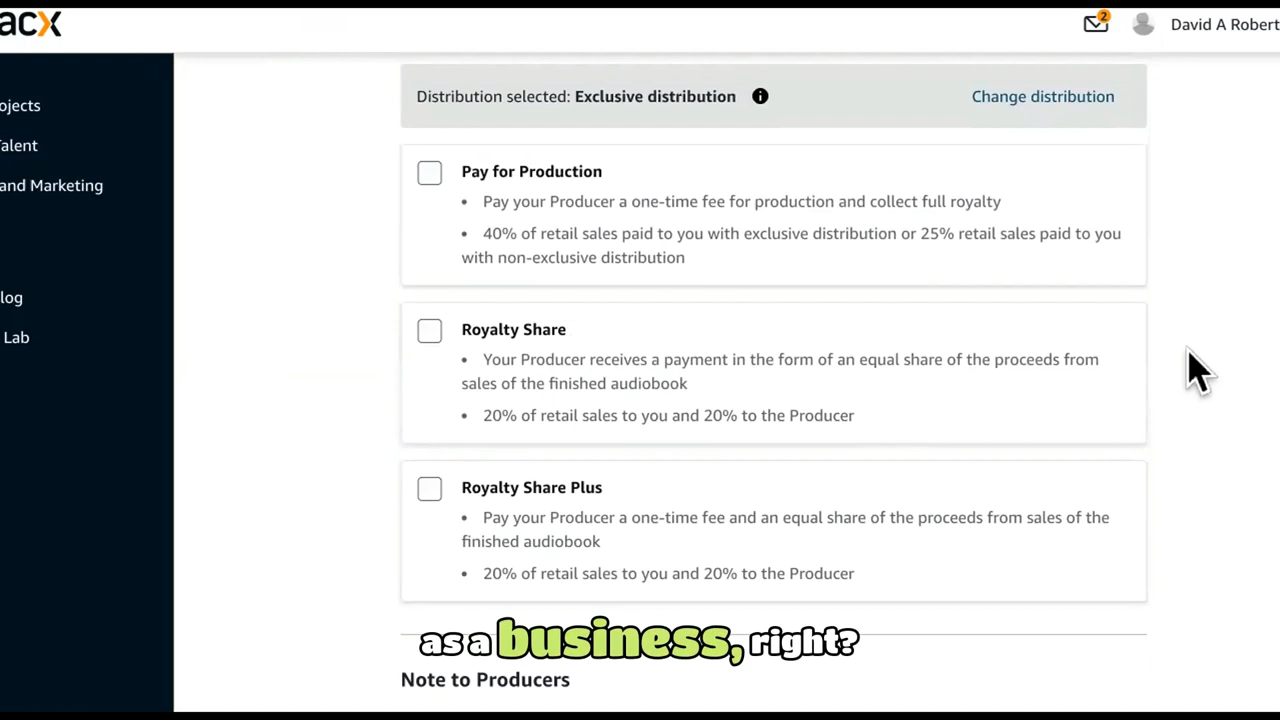 acx
2
David A Robert
ojects
Talent
and Marketing
log
Lab
Distribution selected: Exclusive distribution i
Change distribution
Pay for Production
• Pay your Producer a one-time fee for production and collect full royalty
• 40% of retail sales paid to you with exclusive distribution or 25% retail sales paid to you
with non-exclusive distribution
Royalty Share
• Your Producer receives a payment in the form of an equal share of the proceeds from
sales of the finished audiobook
• 20% of retail sales to you and 20% to the Producer
Royalty Share Plus
• Pay your Producer a one-time fee and an equal share of the proceeds from sales of the
finished audiobook
• 20% of retail sales to you and 20% to the Producer
as a business, right?
Note to Producers